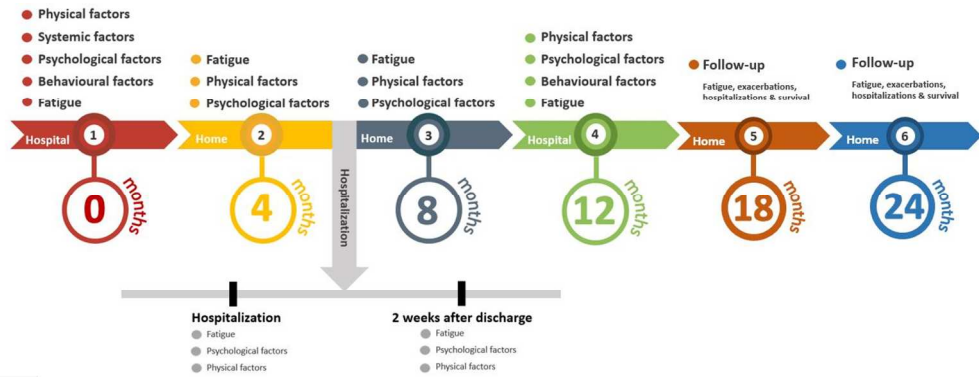 Physical factors
Systemic factors
Psychological factors
Behavioural factors
Fatigue
Hospital
1
0
months
Fatigue
Physical factors
Psychological factors
Home
2
4
months
Hospitalization
Fatigue
Physical factors
Psychological factors
Home
3
8
months
Physical factors
Psychological factors
Behavioural factors
Fatigue
Hospital
4
12
months
Follow-up
Fatigue, exacerbations,
hospitalizations & survival
Home
5
18
months
Follow-up
Fatigue, exacerbations,
hospitalizations & survival
Home
6
24
months
Hospitalization
Fatigue
Psychological factors
Physical factors
2 weeks after discharge
Fatigue
Psychological factors
Physical factors